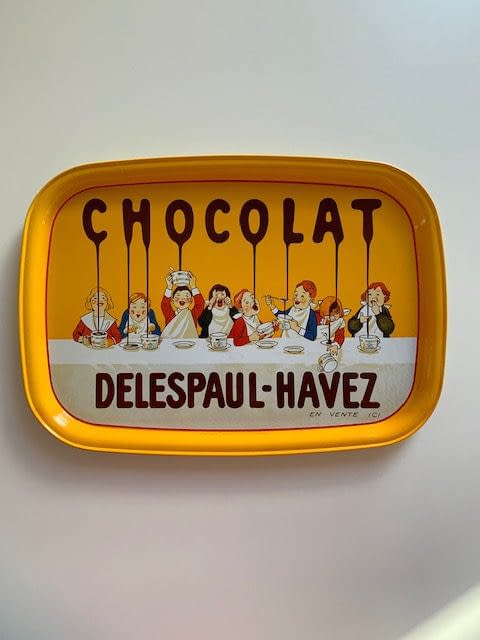 CHOCOLAT
DELESPAUL-HAVEZ
EN VENTE ICI